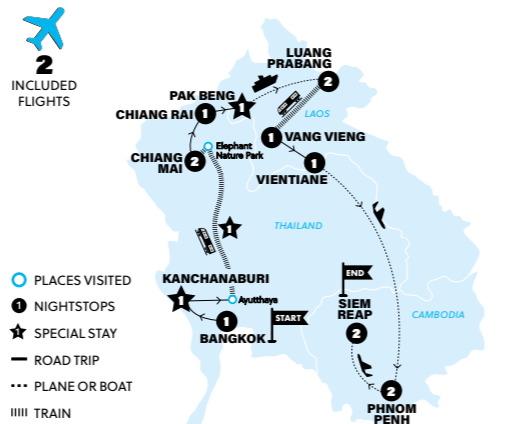 2
INCLUDED
FLIGHTS
LUANG
PRABANG
2
PAK BENG
1
CHIANG RAI
1
LAOS
1
VANG VIENG
Elephant
Nature Park
CHIANG
MAI
2
1
VIENTIANE
THAILAND
1
KANCHANABURI
1
Ayutthaya
1
BANGKOK
START
END
SIEM
REAP
2
CAMBODIA
2
PHNOM
PENH
PLACES VISITED
1
NIGHTSTOPS
1
SPECIAL STAY
ROAD TRIP
PLANE OR BOAT
TRAIN